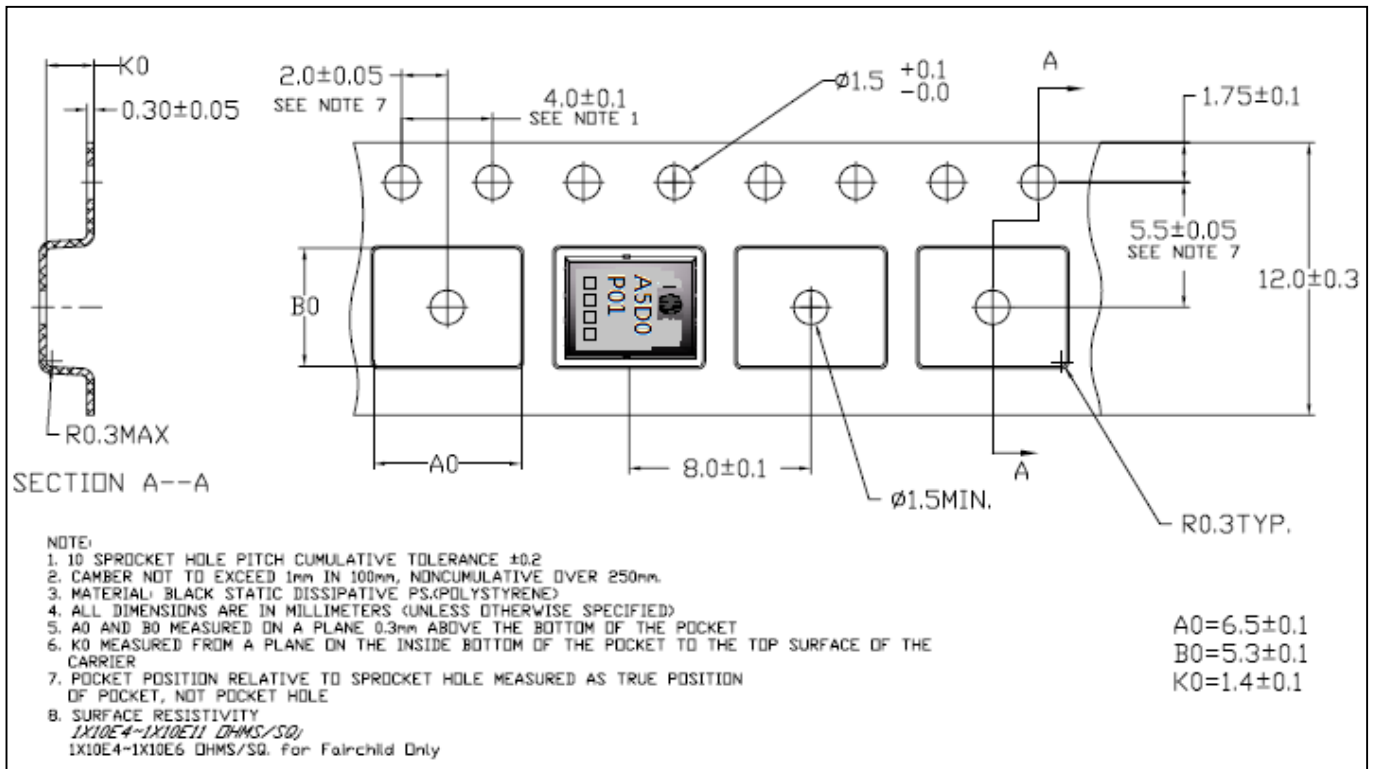 K0
0.30±0.05
2.0±0.05
SEE NOTE 7
4.0±0.1
SEE NOTE 1
Ø1.5 +0.1
-0.0
A
1.75±0.1
5.5±0.05
SEE NOTE 7
12.0±0.3
B0
A5D0
P01
□□□□
R0.3MAX
A0
8.0±0.1
A
Ø1.5MIN.
R0.3TYP.
SECTION A--A
NOTE:
1. 10 SPROCKET HOLE PITCH CUMULATIVE TOLERANCE ±0.2
2. CAMBER NOT TO EXCEED 1mm IN 100mm, NONCUMULATIVE OVER 250mm.
3. MATERIAL: BLACK STATIC DISSIPATIVE PS.(POLYSTYRENE)
4. ALL DIMENSIONS ARE IN MILLIMETERS (UNLESS OTHERWISE SPECIFIED)
5. A0 AND B0 MEASURED ON A PLANE 0.3mm ABOVE THE BOTTOM OF THE POCKET
6. K0 MEASURED FROM A PLANE ON THE INSIDE BOTTOM OF THE POCKET TO THE TOP SURFACE OF THE
CARRIER
7. POCKET POSITION RELATIVE TO SPROCKET HOLE MEASURED AS TRUE POSITION
OF POCKET, NOT POCKET HOLE
8. SURFACE RESISTIVITY
1X10E4~1X10E11 OHMS/SQ;
1X10E4~1X10E6 OHMS/SQ. for Fairchild Only
A0=6.5±0.1
B0=5.3±0.1
K0=1.4±0.1